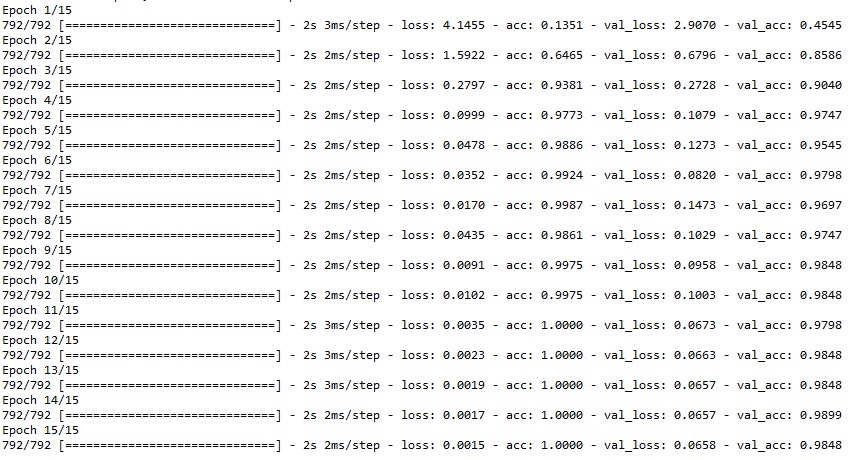 Epoch 1/15
792/792 [==============================] - 2s 3ms/step - loss: 4.1455 - acc: 0.1351 - val_loss: 2.9070 - val_acc: 0.4545
Epoch 2/15
792/792 [==============================] - 2s 2ms/step - loss: 1.5922 - acc: 0.6465 - val_loss: 0.6796 - val_acc: 0.8586
Epoch 3/15
792/792 [==============================] - 2s 2ms/step - loss: 0.2797 - acc: 0.9381 - val_loss: 0.2728 - val_acc: 0.9040
Epoch 4/15
792/792 [==============================] - 2s 2ms/step - loss: 0.0999 - acc: 0.9773 - val_loss: 0.1079 - val_acc: 0.9747
Epoch 5/15
792/792 [==============================] - 2s 2ms/step - loss: 0.0478 - acc: 0.9886 - val_loss: 0.1273 - val_acc: 0.9545
Epoch 6/15
792/792 [==============================] - 2s 2ms/step - loss: 0.0352 - acc: 0.9924 - val_loss: 0.0820 - val_acc: 0.9798
Epoch 7/15
792/792 [==============================] - 2s 2ms/step - loss: 0.0170 - acc: 0.9987 - val_loss: 0.1473 - val_acc: 0.9697
Epoch 8/15
792/792 [==============================] - 2s 2ms/step - loss: 0.0435 - acc: 0.9861 - val_loss: 0.1029 - val_acc: 0.9747
Epoch 9/15
792/792 [==============================] - 2s 2ms/step - loss: 0.0091 - acc: 0.9975 - val_loss: 0.0958 - val_acc: 0.9848
Epoch 10/15
792/792 [==============================] - 2s 2ms/step - loss: 0.0102 - acc: 0.9975 - val_loss: 0.1003 - val_acc: 0.9848
Epoch 11/15
792/792 [==============================] - 2s 3ms/step - loss: 0.0035 - acc: 1.0000 - val_loss: 0.0673 - val_acc: 0.9798
Epoch 12/15
792/792 [==============================] - 2s 3ms/step - loss: 0.0023 - acc: 1.0000 - val_loss: 0.0663 - val_acc: 0.9848
Epoch 13/15
792/792 [==============================] - 2s 3ms/step - loss: 0.0019 - acc: 1.0000 - val_loss: 0.0657 - val_acc: 0.9848
Epoch 14/15
792/792 [==============================] - 2s 2ms/step - loss: 0.0017 - acc: 1.0000 - val_loss: 0.0657 - val_acc: 0.9899
Epoch 15/15
792/792 [==============================] - 2s 2ms/step - loss: 0.0015 - acc: 1.0000 - val_loss: 0.0658 - val_acc: 0.9848